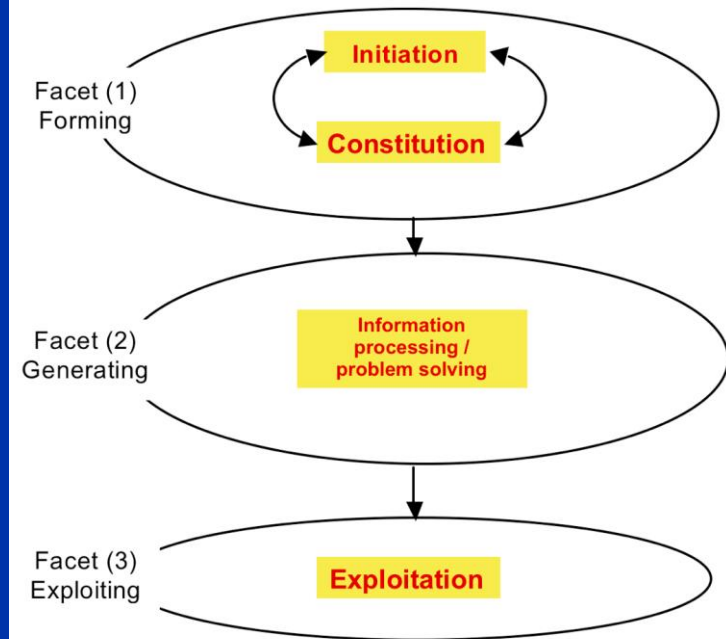 Initiation
Facet (1)
Forming
Constitution
Facet (2)
Generating
Information
processing /
problem solving
Facet (3)
Exploiting
Exploitation